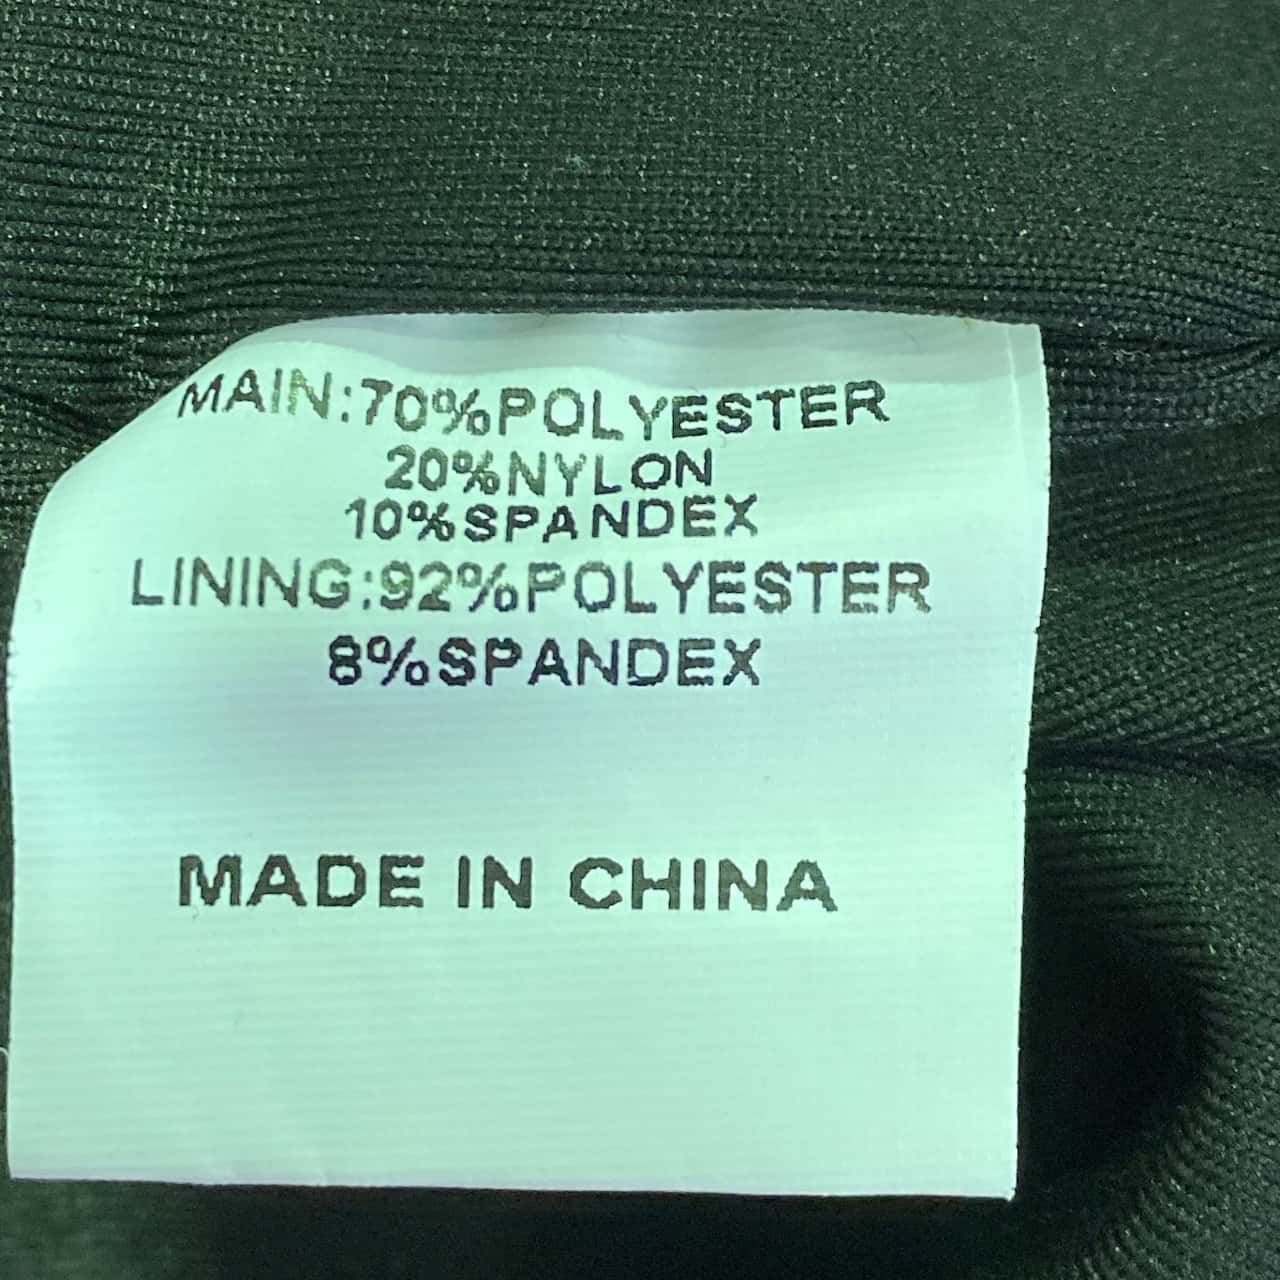 MAIN:70%POLYESTER
20%NYLON
10%SPANDEX
LINING:92%POLYESTER
8%SPANDEX
MADE IN CHINA